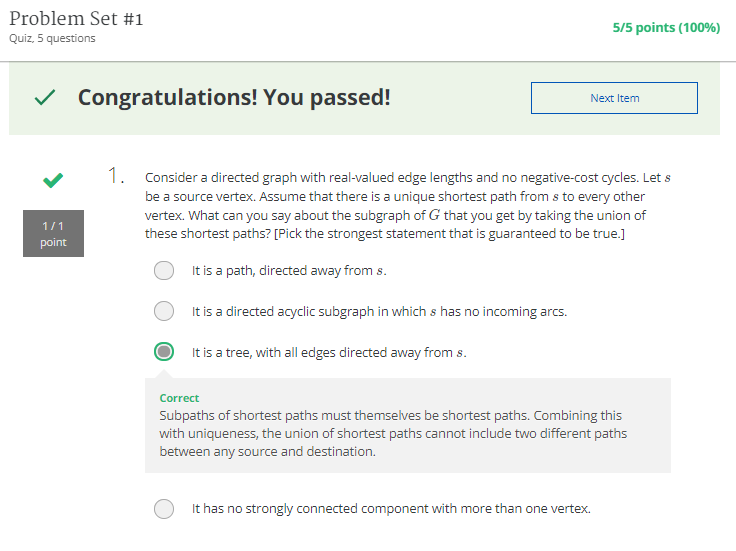 Problem Set #1
Quiz, 5 questions
5/5 points (100%)
Congratulations! You passed!
Next Item
1.
Consider a directed graph with real-valued edge lengths and no negative-cost cycles. Let s
be a source vertex. Assume that there is a unique shortest path from s to every other
vertex. What can you say about the subgraph of G that you get by taking the union of
these shortest paths? [Pick the strongest statement that is guaranteed to be true.]
1 / 1
point
It is a path, directed away from s.
It is a directed acyclic subgraph in which s has no incoming arcs.
It is a tree, with all edges directed away from s.
Correct
Subpaths of shortest paths must themselves be shortest paths. Combining this
with uniqueness, the union of shortest paths cannot include two different paths
between any source and destination.
It has no strongly connected component with more than one vertex.